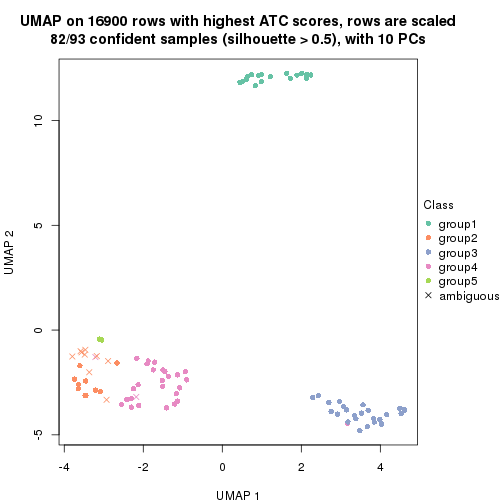 UMAP on 16900 rows with highest ATC scores, rows are scaled
82/93 confident samples (silhouette > 0.5), with 10 PCs
10
5
0
-5
UMAP 2
-4
-2
0
2
4
UMAP 1
Class
group1
group2
group3
group4
group5
ambiguous